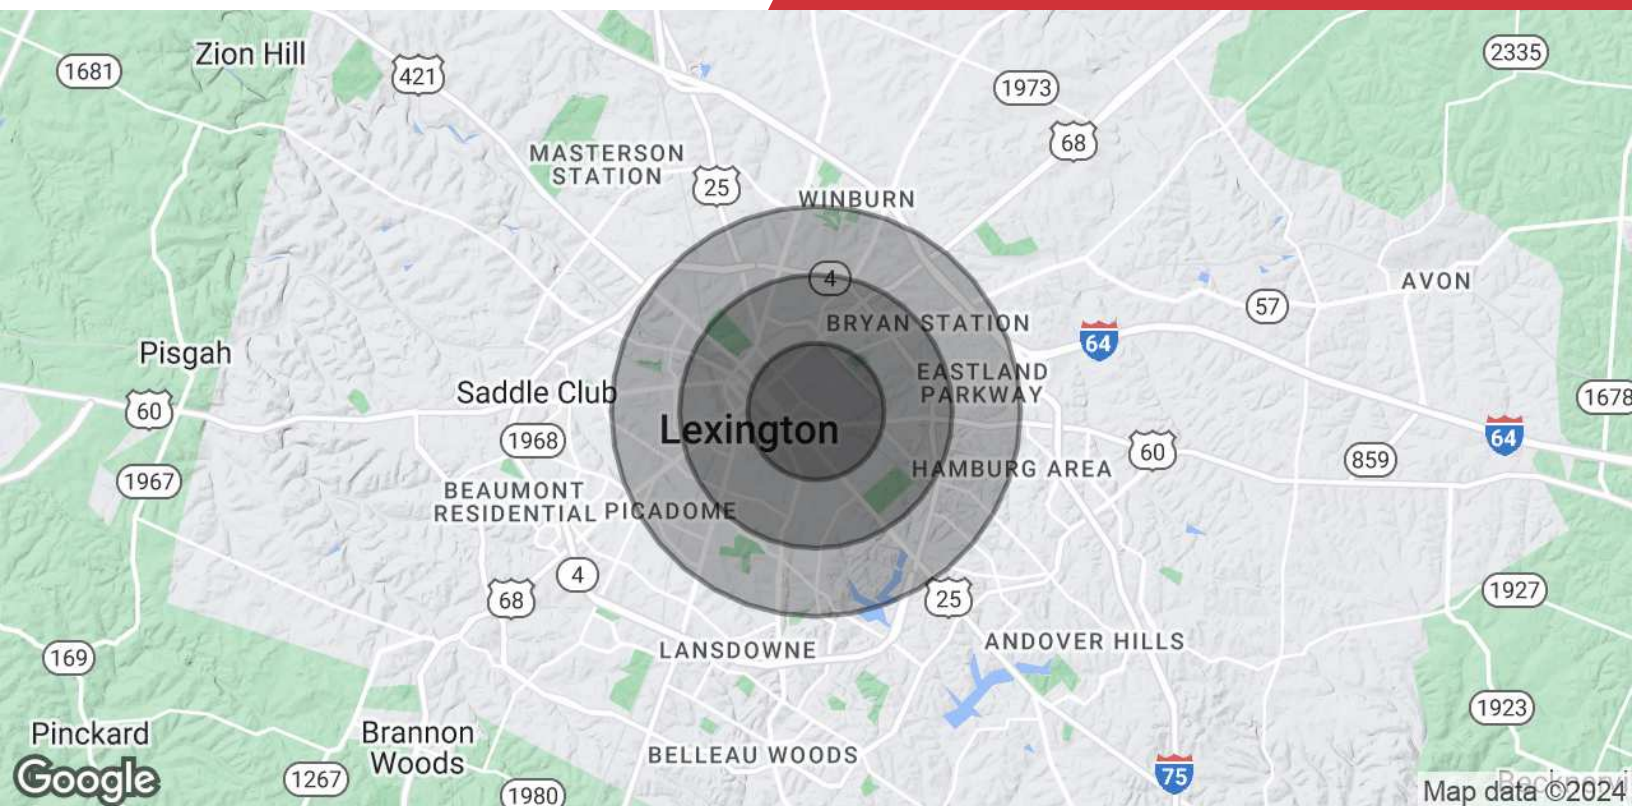 Zion Hill
1681
421
2335
1973
68
MASTERSON
STATION
25
WINBURN
4
AVON
57
BRYAN STATION
64
Pisgah
EASTLAND
PARKWAY
60
Saddle Club
1678
Lexington
1968
64
60
859
HAMBURG AREA
1967
BEAUMONT
RESIDENTIAL
PICADOME
4
68
25
1927
LANSDOWNE
ANDOVER HILLS
169
1923
Pinckard
Brannon
Woods
BELLEAU WOODS
75
Google
1267
1980
Map data ©2024